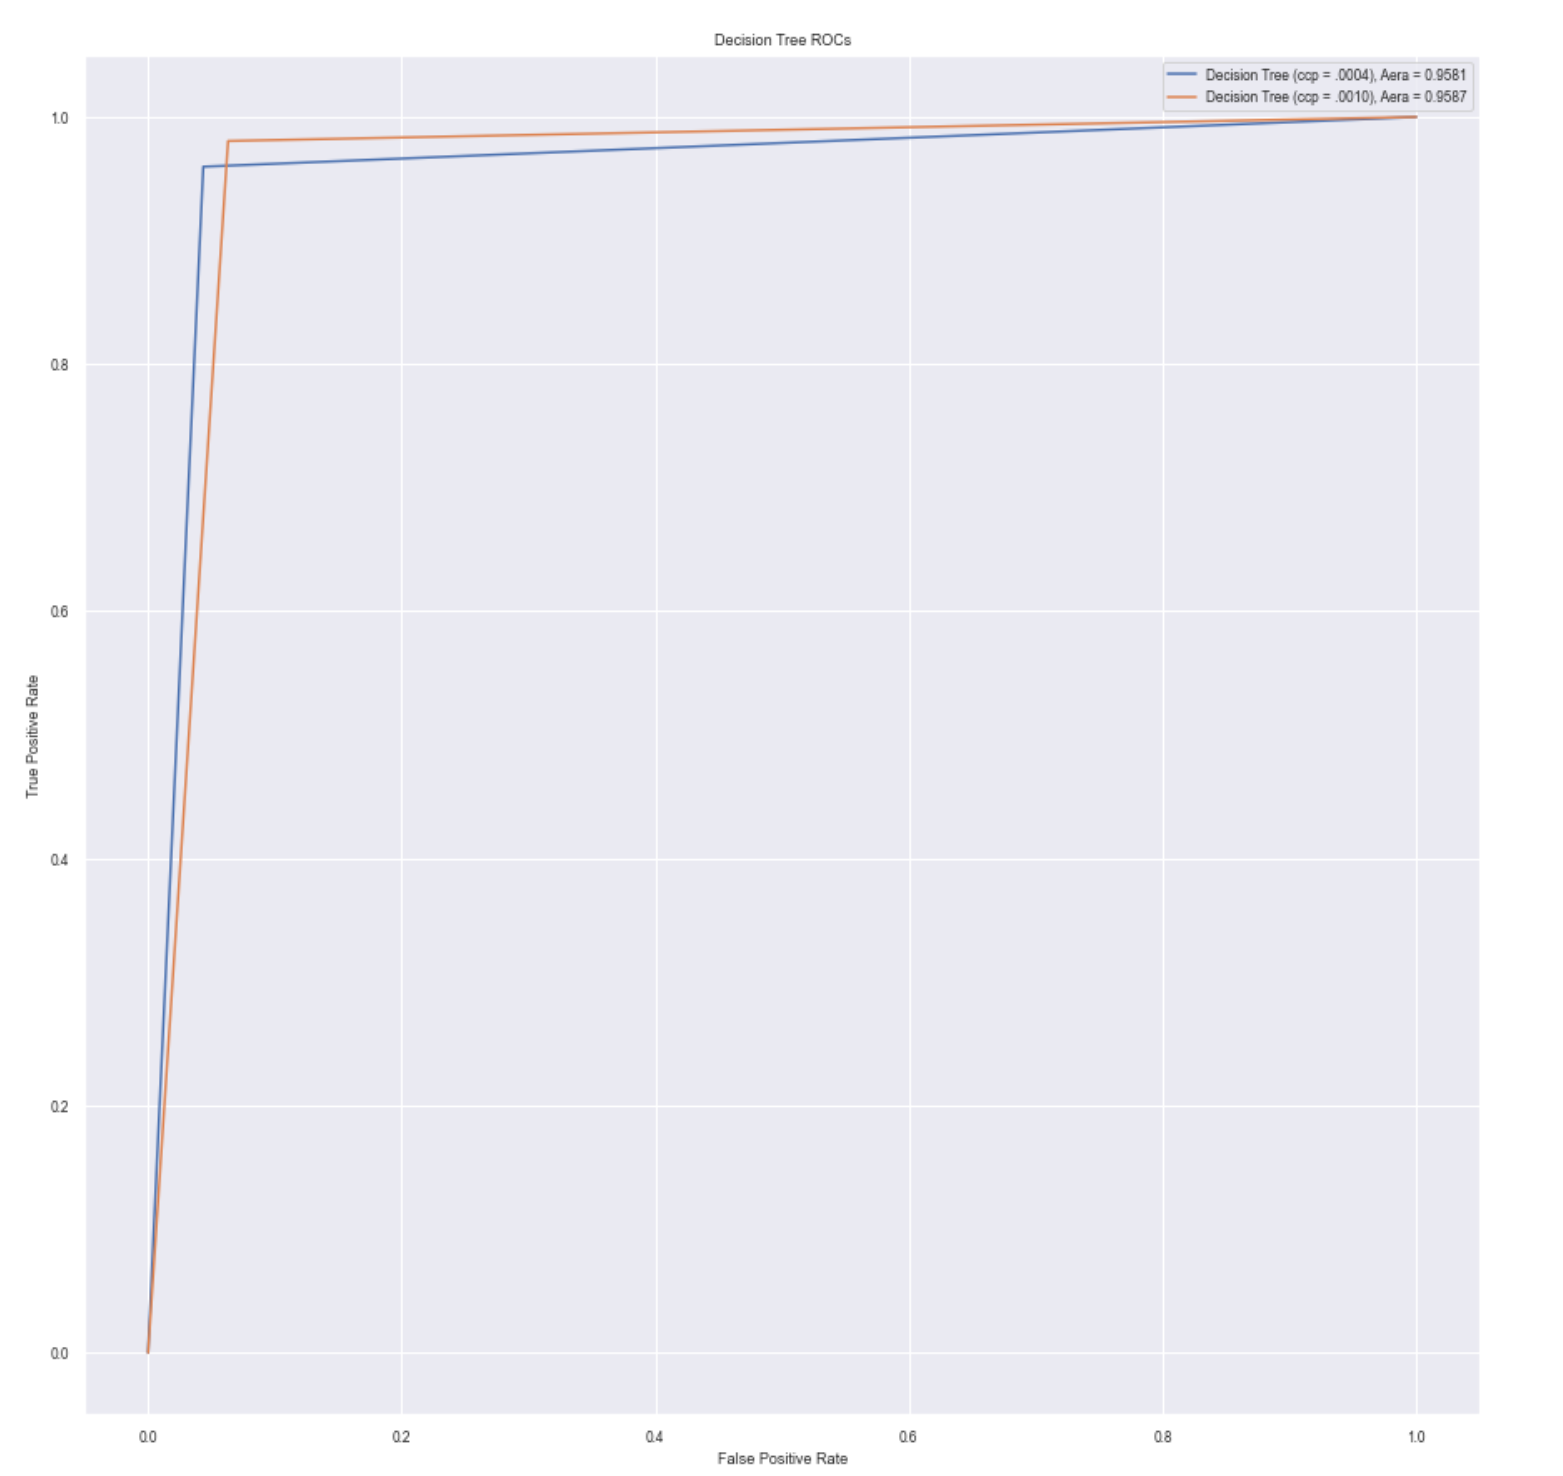 Decision Tree ROCs
Decision Tree (ccp = .0004), Aera = 0.9581
Decision Tree (ccp = .0010), Aera = 0.9587
1.0
0.8
0.6
0.4
0.2
0.0
True Positive Rate
0.0 0.2 0.4 0.6 0.8 1.0
False Positive Rate